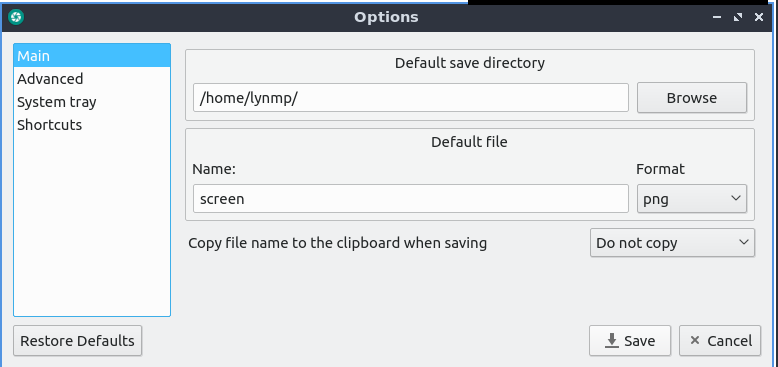 Options
Main
Advanced
System tray
Shortcuts
Default save directory
/home/lynmp/
Browse
Default file
Name:
Format
screen
png
Copy file name to the clipboard when saving
Do not copy
Restore Defaults
Save
Cancel